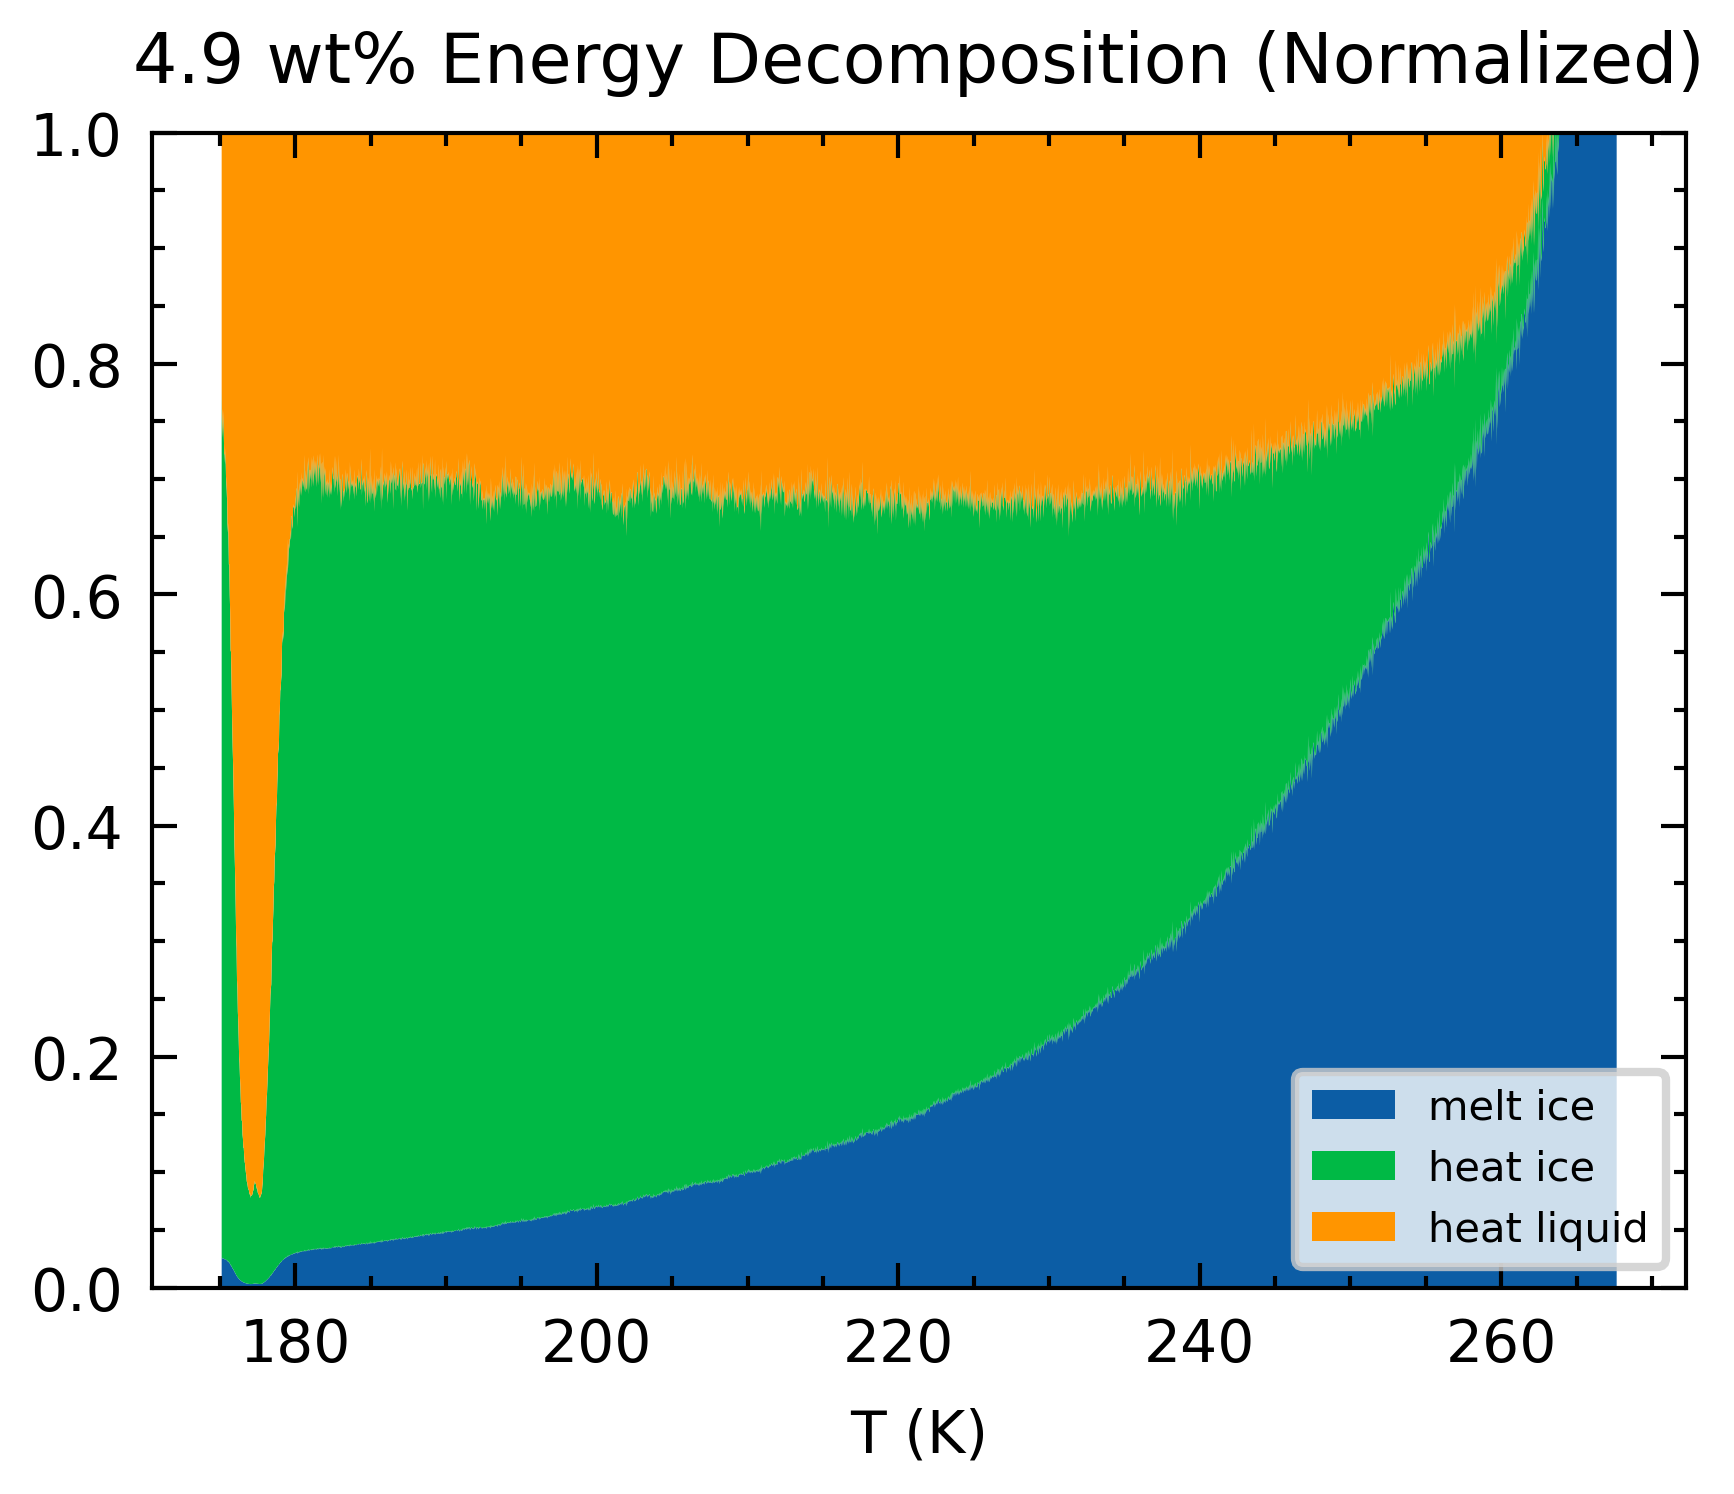 4.9 wt% Energy Decomposition (Normalized)
1.0
0.8
0.6
0.4
0.2
0.0
melt ice
heat ice
heat liquid
180 200 220 240 260
T (K)